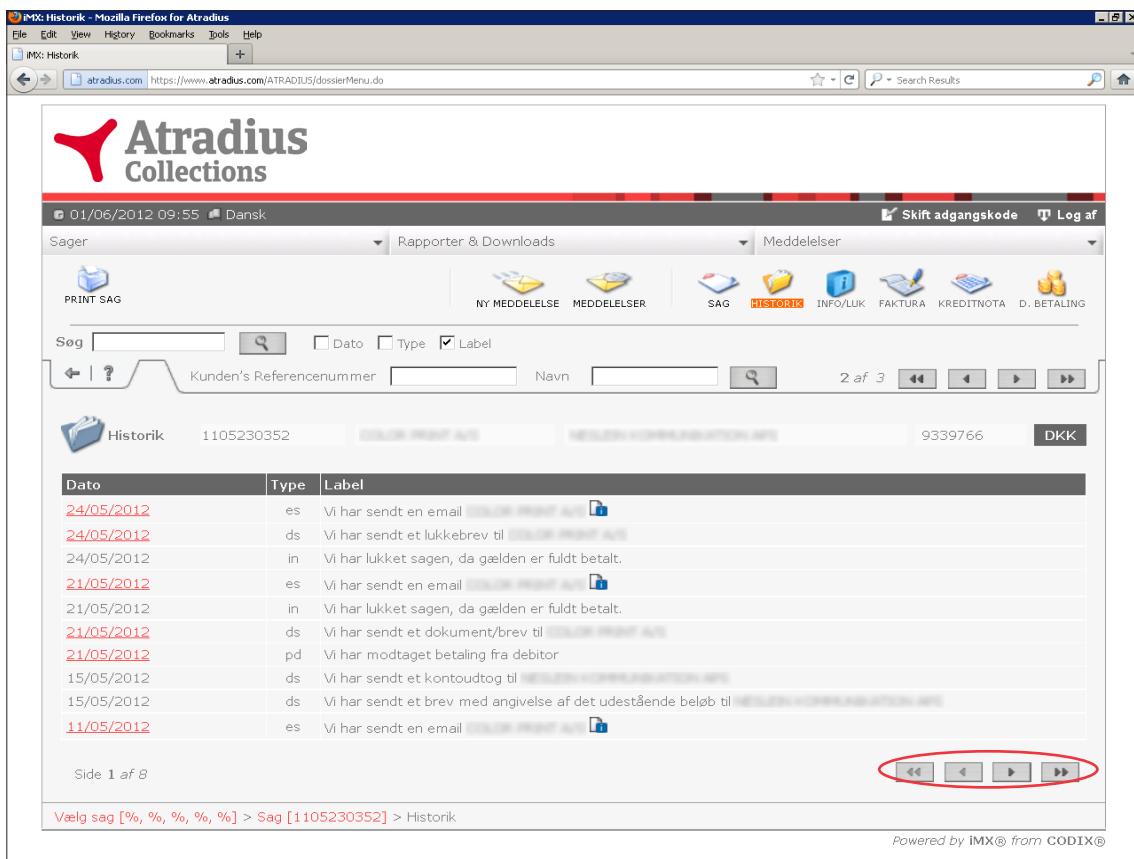 iMX: Historik - Mozilla Firefox for Atradius
File Edit View History Bookmarks Tools Help
iMX: Historik +
atradius.com https://www.atradius.com/ATRADIUS/dossierMenu.do Search Results
Atradius
Collections
01/06/2012 09:55 Dansk Skift adgangskode Log af
Sager Rapporter & Downloads Meddelelser
PRINT SAG NY MEDDELELSE MEDDELELSER SAG HISTORIK INFO/LUK FAKTURA KREDITNOTA D. BETALING
Søg Dato Type Label
? Kunden's Referencenummer Navn 2 af 3
Historik 1105230352 9339766 DKK
Dato Type Label
24/05/2012 es Vi har sendt en email
24/05/2012 ds Vi har sendt et lukkebrev til
24/05/2012 in Vi har lukket sagen, da gælden er fuldt betalt.
21/05/2012 es Vi har sendt en email
21/05/2012 in Vi har lukket sagen, da gælden er fuldt betalt.
21/05/2012 ds Vi har sendt et dokument/brev til
21/05/2012 pd Vi har modtaget betaling fra debitor
15/05/2012 ds Vi har sendt et kontoudtog til
15/05/2012 ds Vi har sendt et brev med angivelse af det udestående beløb til
11/05/2012 es Vi har sendt en email
Side 1 af 8
Vælg sag [%, %, %, %, %] > Sag [1105230352] > Historik
Powered by iMX® from CODIX®